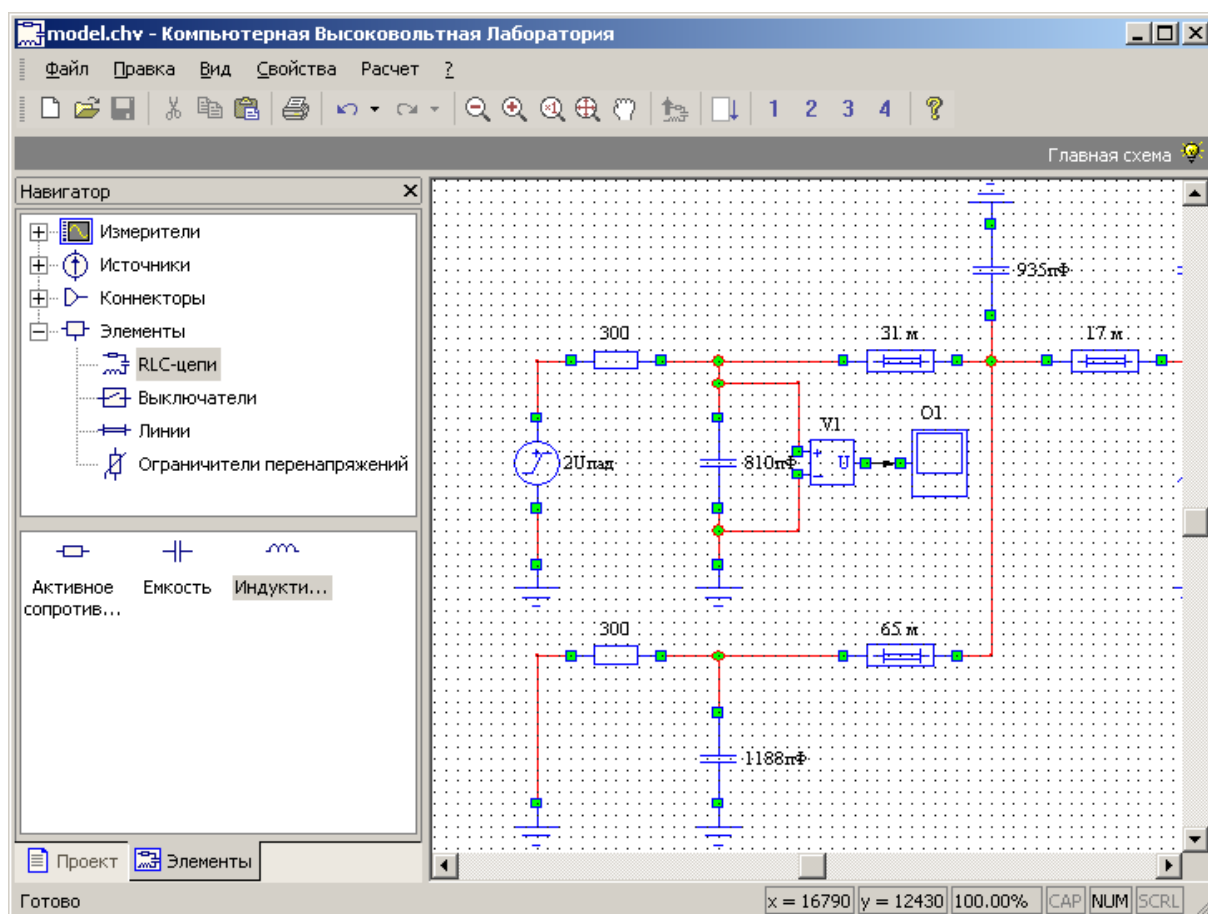 model.chv - Компьютерная Высоковольтная Лаборатория
Файл Правка Вид Свойства Расчет ?
x1 1 2 3 4 ?
Главная схема
Навигатор
Измерители
Источники
Коннекторы
Элементы
RLC-цепи
Выключатели
Линии
Ограничители перенапряжений
Активное сопротив...
Емкость
Индукти...
Проект
Элементы
935пФ
300
31 м
17 м
V1
O1
2Uпад
810пФ
+
U
−
300
65 м
1188пФ
Готово
x = 16790 y = 12430 100.00% CAP NUM SCRL